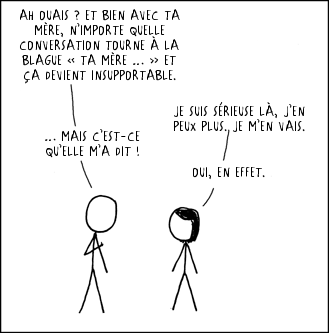 AH OUAIS ? ET BIEN AVEC TA
MÈRE, N'IMPORTE QUELLE
CONVERSATION TOURNE À LA
BLAGUE « TA MÈRE ... » ET
ÇA DEVIENT INSUPPORTABLE.
JE SUIS SÉRIEUSE LÀ, J'EN
PEUX PLUS. JE M'EN VAIS.
... MAIS C'EST-CE
QU'ELLE M'A DIT !
OUI, EN EFFET.